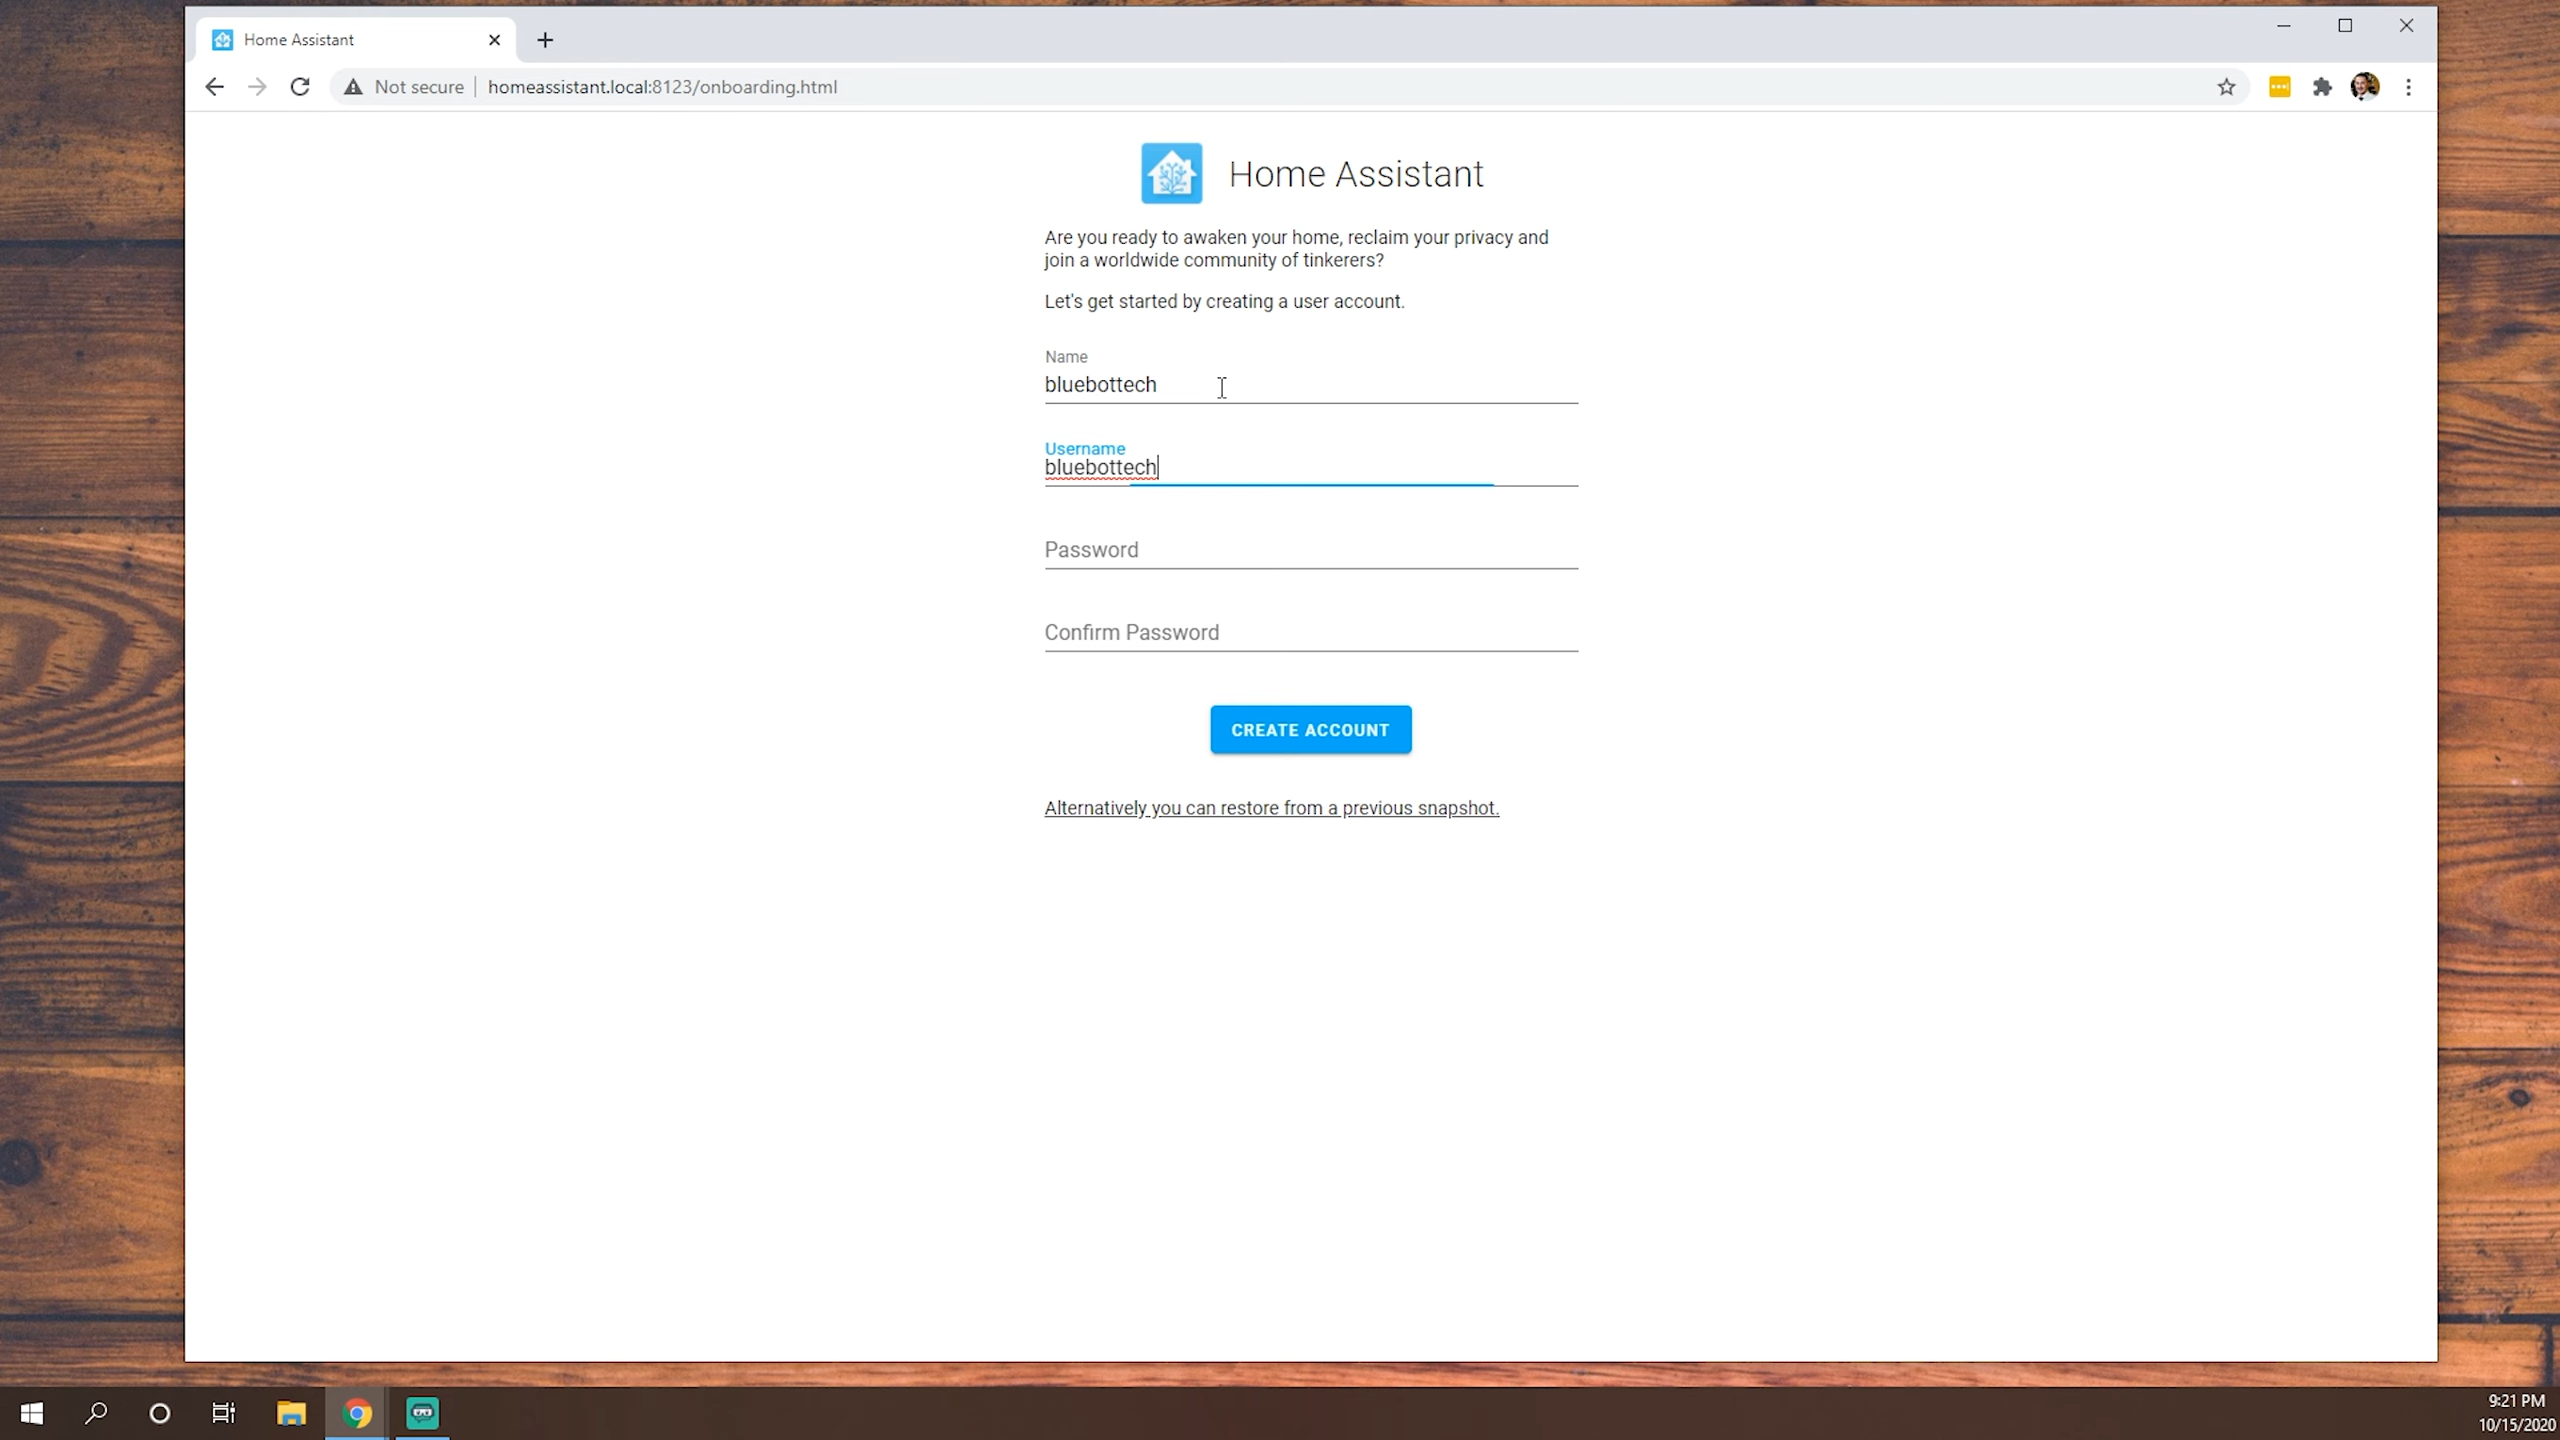 Home Assistant
Not secure
homeassistant.local:8123/onboarding.html
Home Assistant
Are you ready to awaken your home, reclaim your privacy and
join a worldwide community of tinkerers?
Let's get started by creating a user account.
Name
bluebottech
Username
bluebottech
Password
Confirm Password
CREATE ACCOUNT
Alternatively you can restore from a previous snapshot.
9:21 PM
10/15/2020